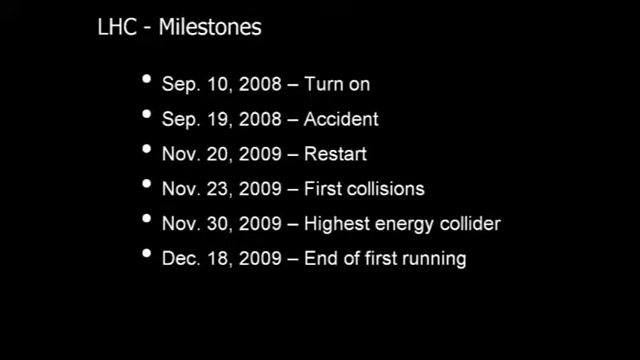 LHC - Milestones
• Sep. 10, 2008 – Turn on
• Sep. 19, 2008 – Accident
• Nov. 20, 2009 – Restart
• Nov. 23, 2009 – First collisions
• Nov. 30, 2009 – Highest energy collider
• Dec. 18, 2009 – End of first running